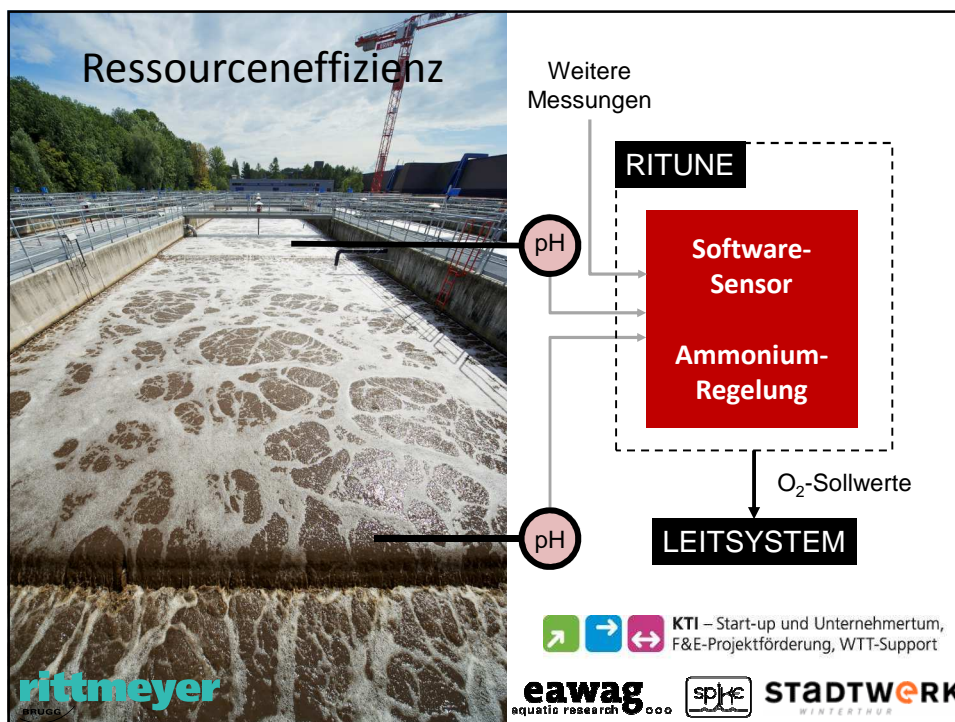 Ressourceneffizienz
Weitere
Messungen
RITUNE
pH
Software-
Sensor
Ammonium-
Regelung
O₂-Sollwerte
pH
LEITSYSTEM
KTI – Start-up und Unternehmertum,
F&E-Projektförderung, WTT-Support
rittmeyer
BRUGG
eawag
aquatic research
spike
STADTWERK
WINTERTHUR